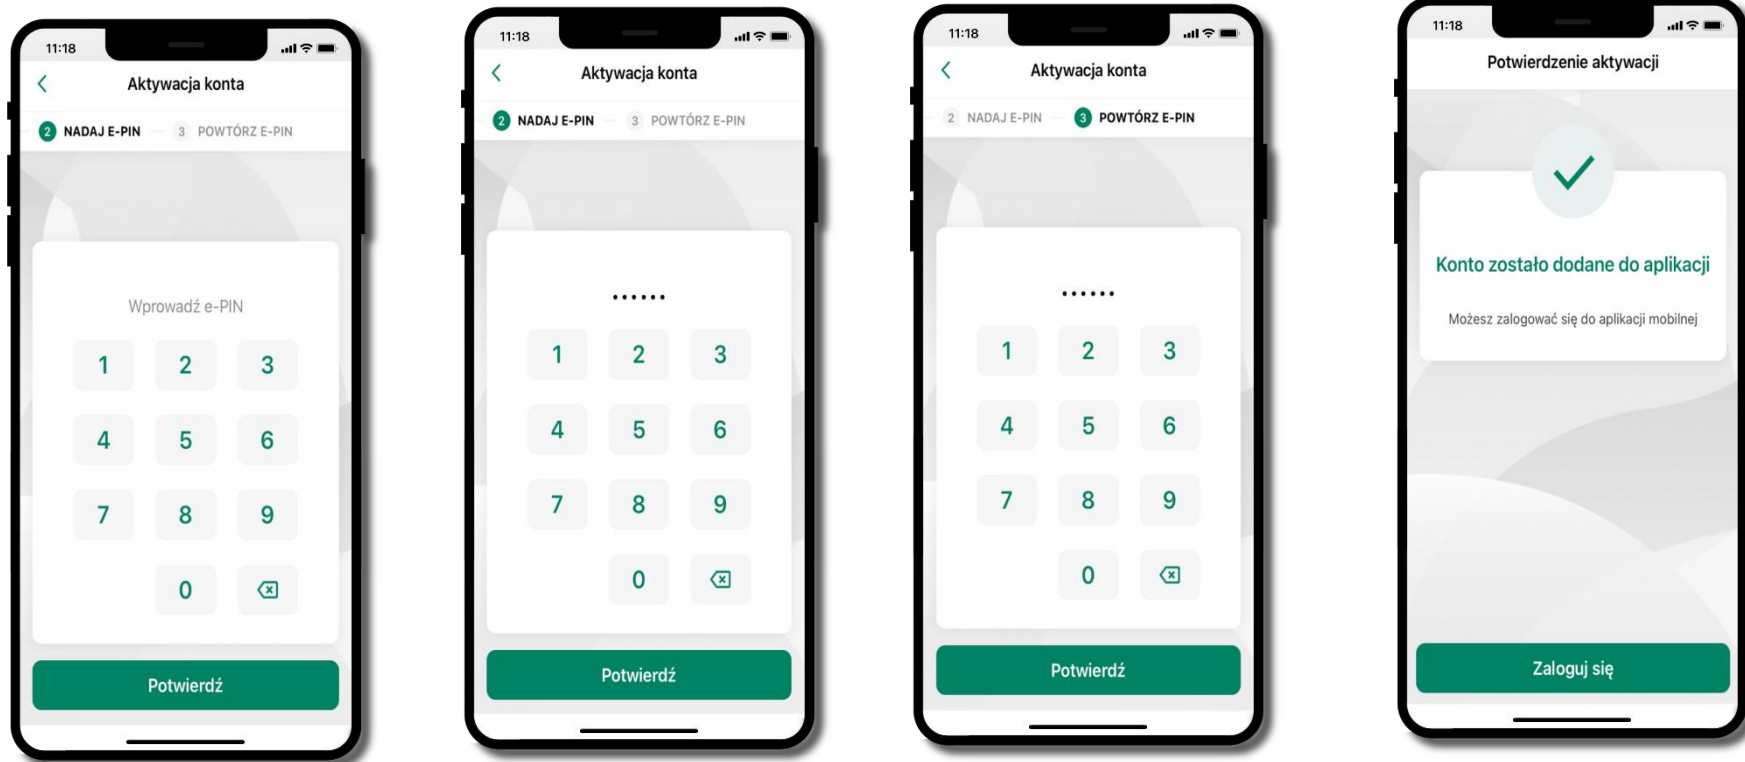 11:18
Aktywacja konta
2 NADAJ E-PIN 3 POWTÓRZ E-PIN
Wprowadź e-PIN
1 2 3
4 5 6
7 8 9
0
Potwierdź
11:18
Aktywacja konta
2 NADAJ E-PIN 3 POWTÓRZ E-PIN
••••••
1 2 3
4 5 6
7 8 9
0
Potwierdź
11:18
Aktywacja konta
2 NADAJ E-PIN 3 POWTÓRZ E-PIN
••••••
1 2 3
4 5 6
7 8 9
0
Potwierdź
11:18
Potwierdzenie aktywacji
Konto zostało dodane do aplikacji
Możesz zalogować się do aplikacji mobilnej
Zaloguj się